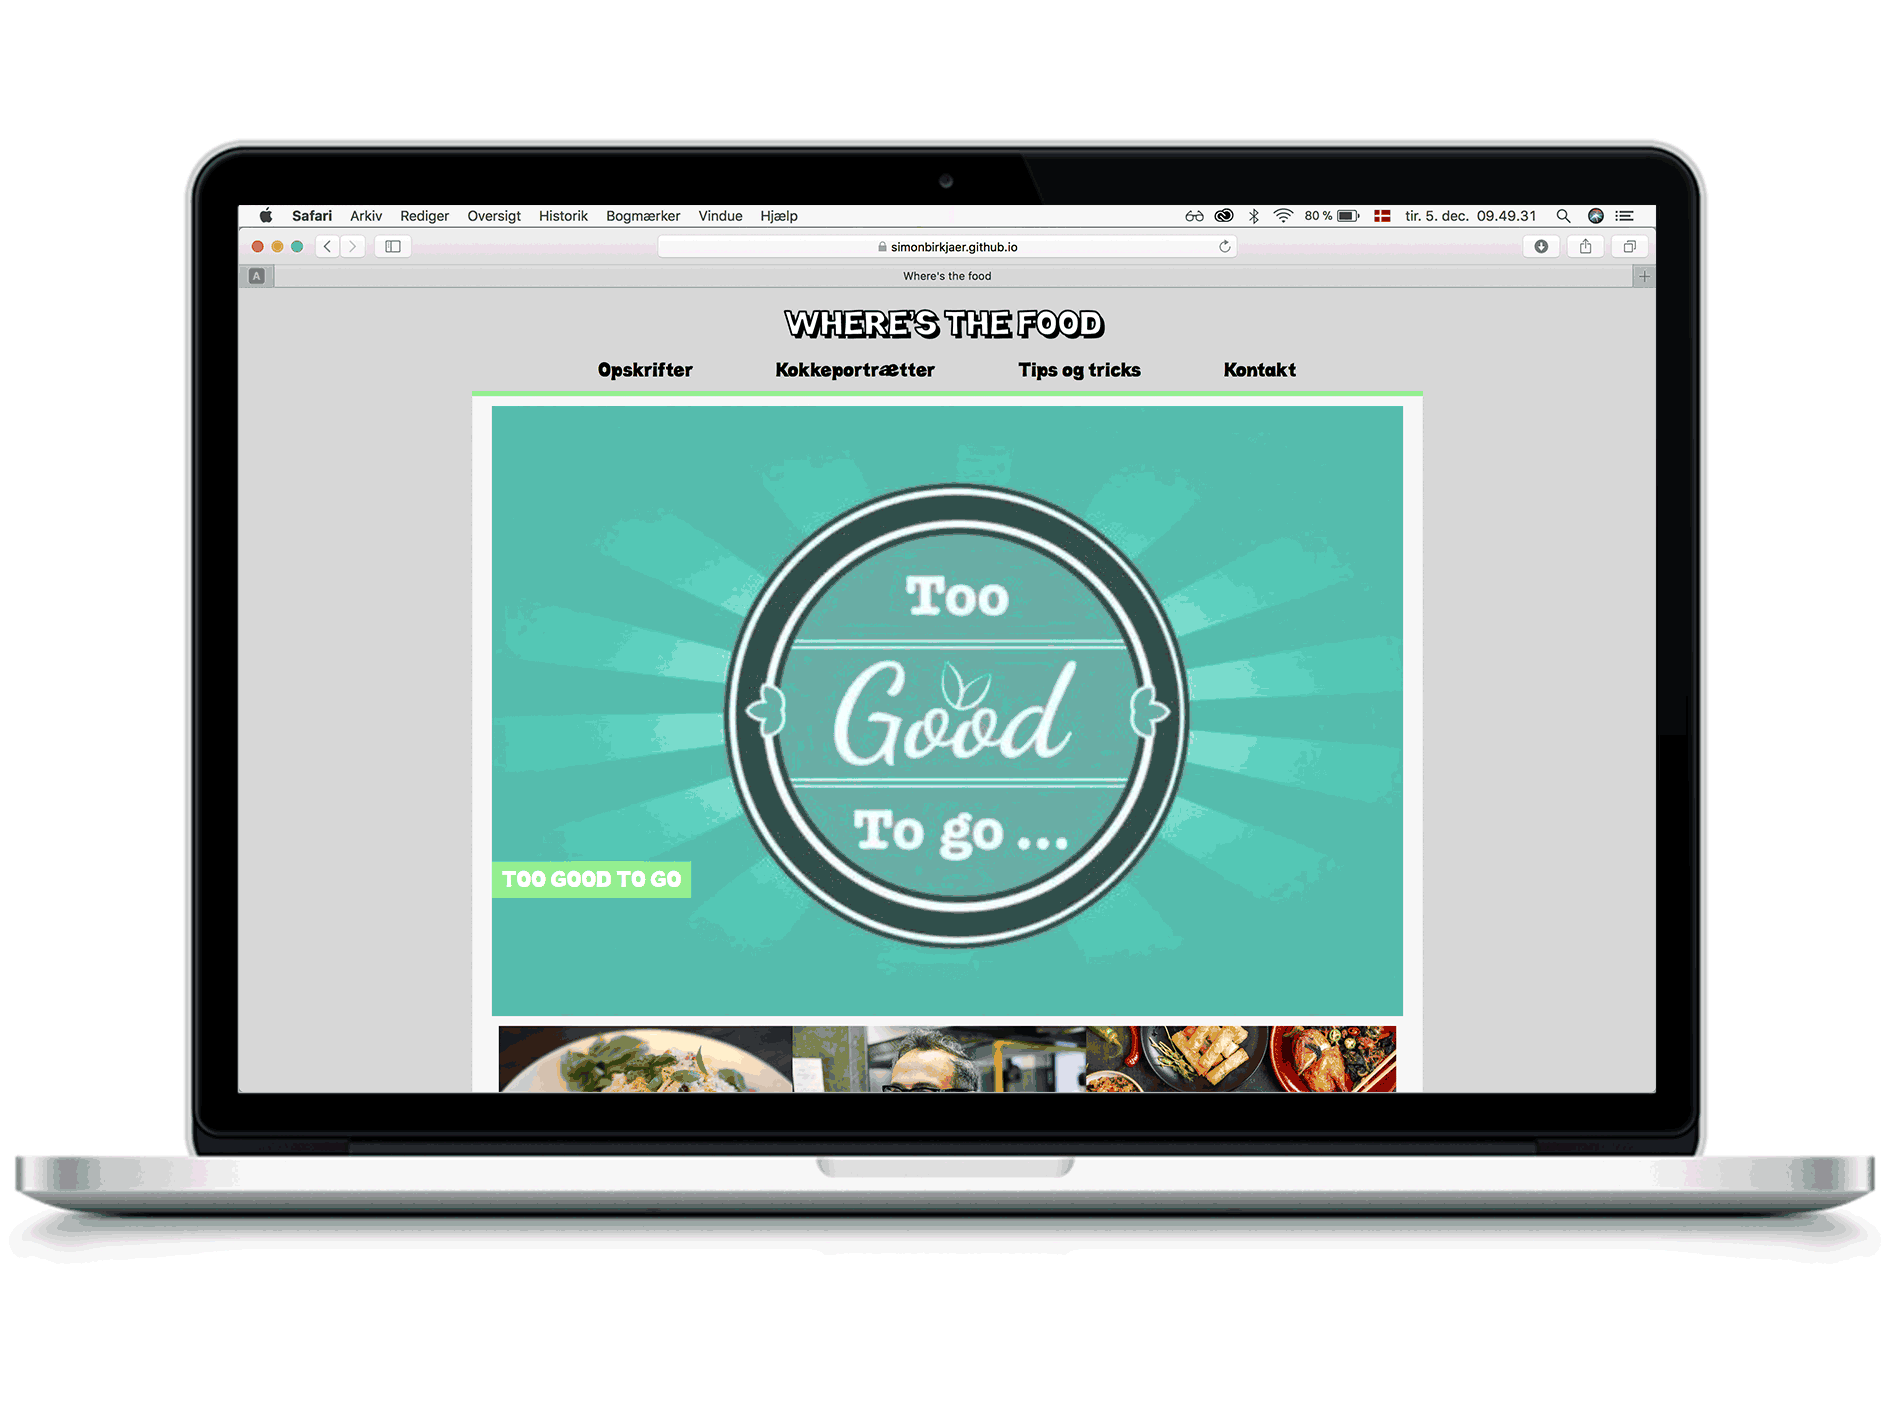 Safari Arkiv Rediger Oversigt Historik Bogmærker Vindue Hjælp 80 % tir. 5. dec. 09.49.31
simonbirkjaer.github.io
A Where's the food
WHERE'S THE FOOD
Opskrifter Kokkeportrætter Tips og tricks Kontakt
Too
Good
To go ...
TOO GOOD TO GO